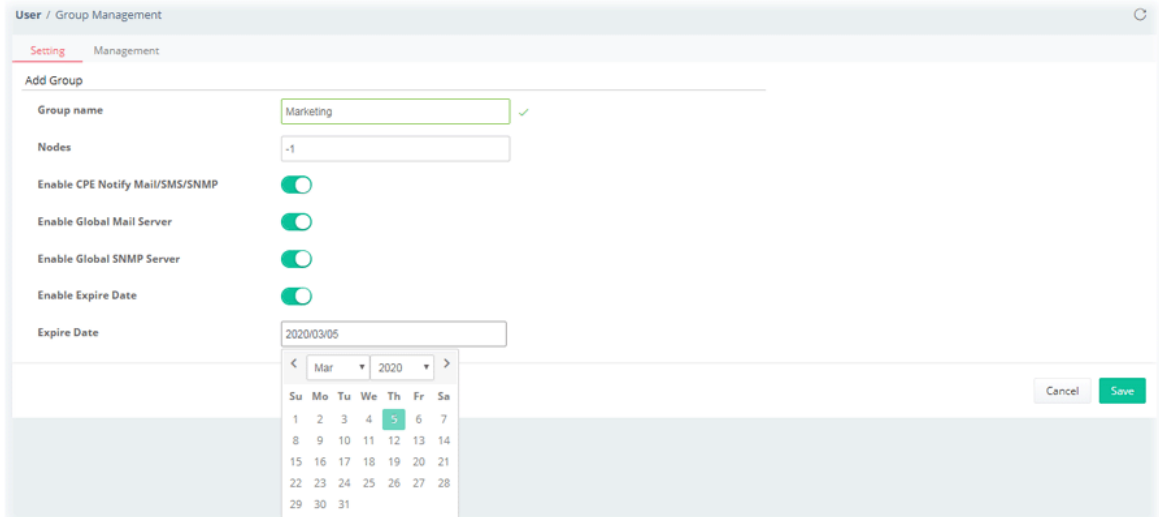 User / Group Management
Setting Management
Add Group
Group name Marketing
Nodes -1
Enable CPE Notify Mail/SMS/SNMP
Enable Global Mail Server
Enable Global SNMP Server
Enable Expire Date
Expire Date 2020/03/05
Mar 2020
Su Mo Tu We Th Fr Sa
1 2 3 4 5 6 7
8 9 10 11 12 13 14
15 16 17 18 19 20 21
22 23 24 25 26 27 28
29 30 31
Cancel Save